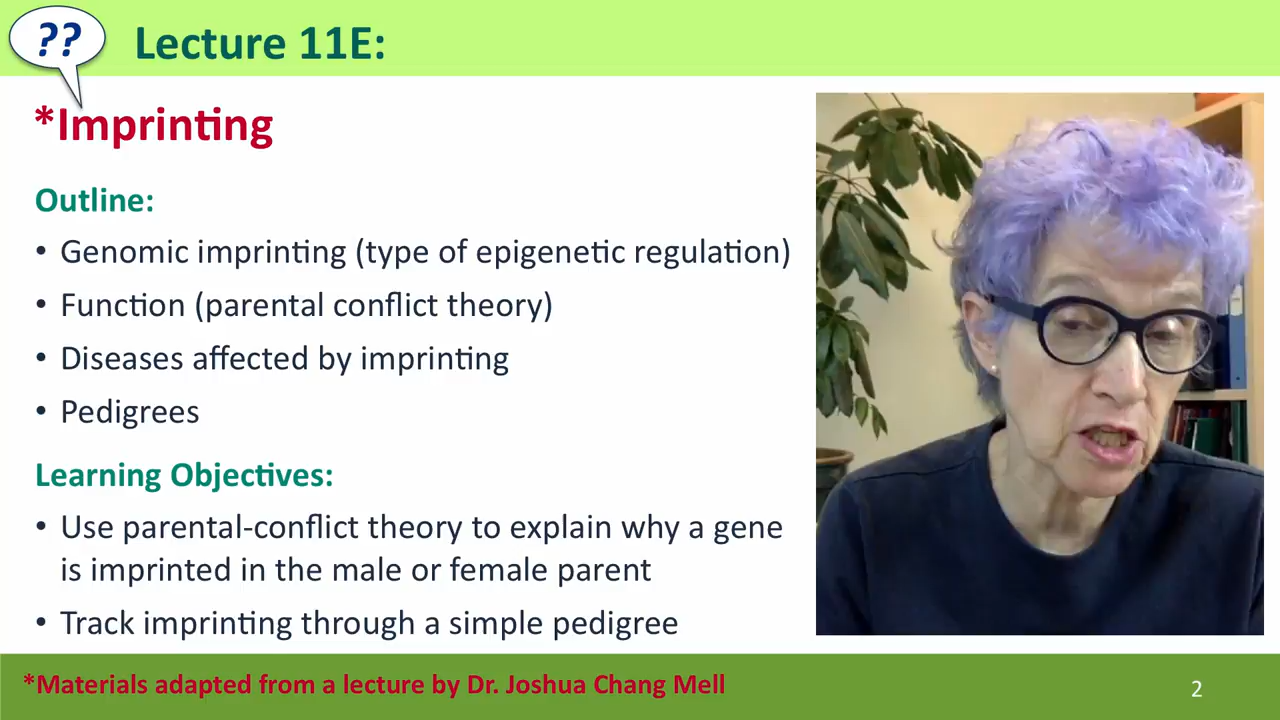 ??
Lecture 11E:
*Imprinting
Outline:
• Genomic imprinting (type of epigenetic regulation)
• Function (parental conflict theory)
• Diseases affected by imprinting
• Pedigrees
Learning Objectives:
• Use parental-conflict theory to explain why a gene
is imprinted in the male or female parent
• Track imprinting through a simple pedigree
*Materials adapted from a lecture by Dr. Joshua Chang Mell
2